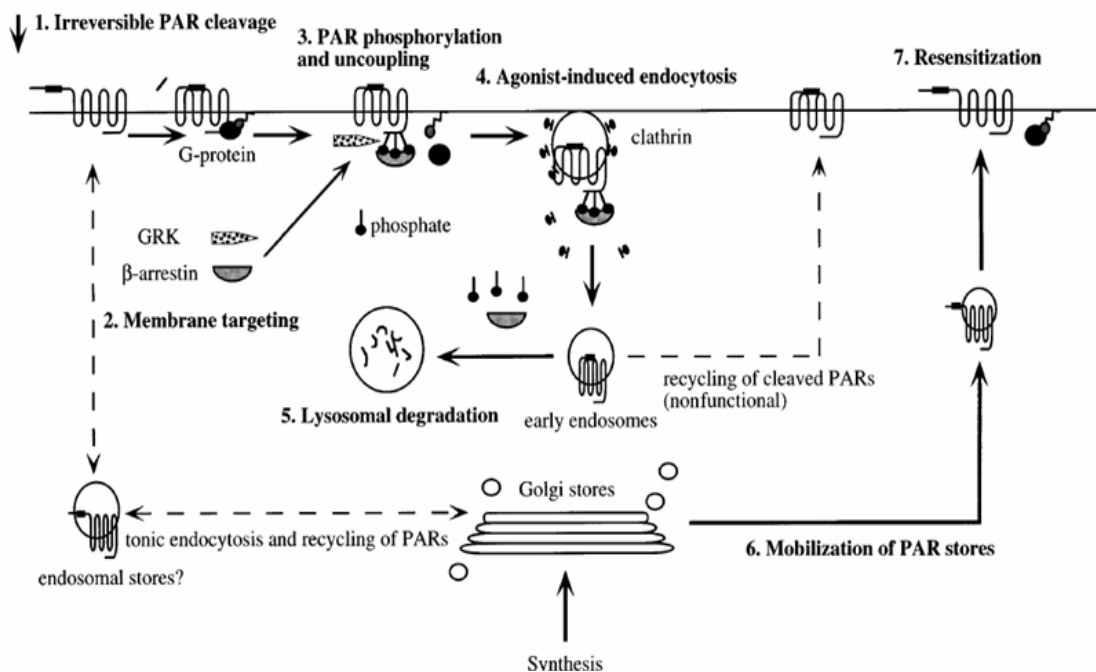 1. Irreversible PAR cleavage
3. PAR phosphorylation
and uncoupling
4. Agonist-induced endocytosis
7. Resensitization
G-protein
clathrin
phosphate
GRK
β-arrestin
2. Membrane targeting
5. Lysosomal degradation
early endosomes
recycling of cleaved PARs
(nonfunctional)
Golgi stores
tonic endocytosis and recycling of PARs
6. Mobilization of PAR stores
endosomal stores?
Synthesis